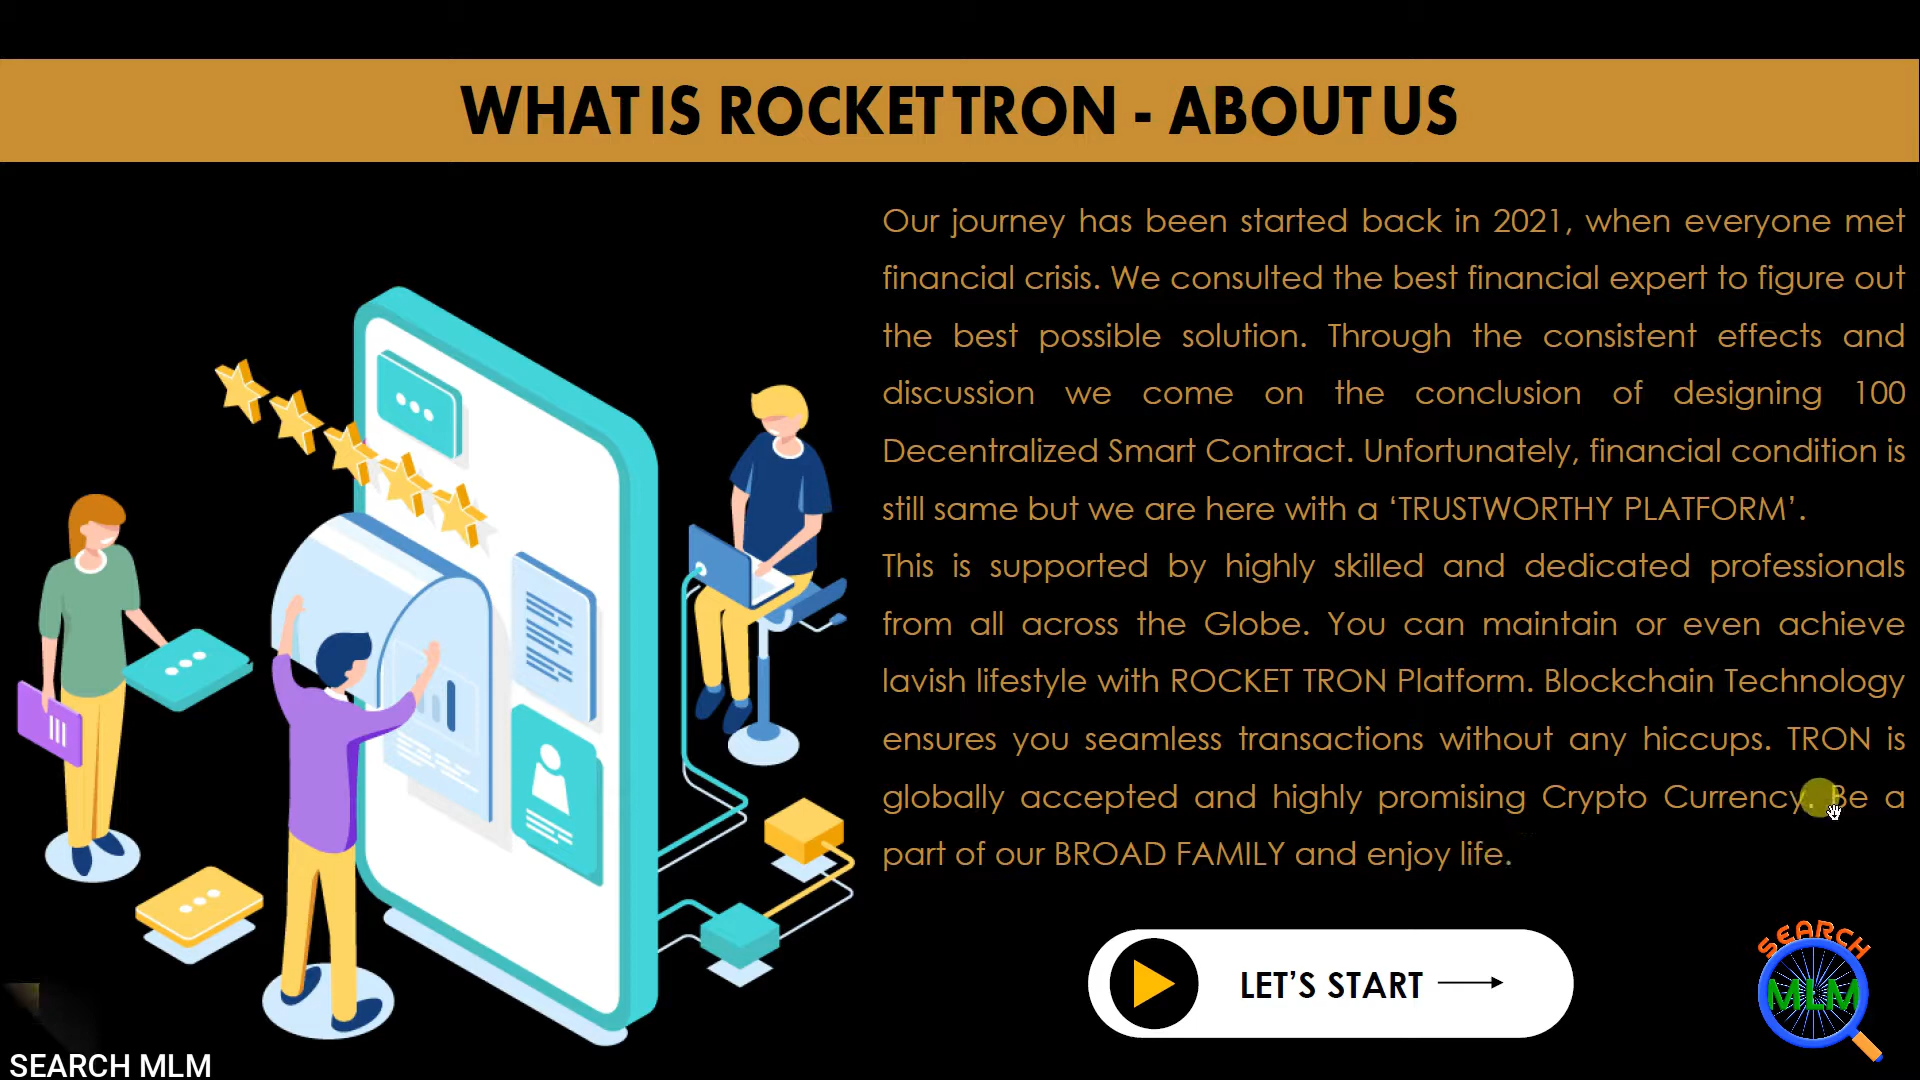 WHAT IS ROCKET TRON - ABOUT US
Our journey has been started back in 2021, when everyone met
financial crisis. We consulted the best financial expert to figure out
the best possible solution. Through the consistent effects and
discussion we come on the conclusion of designing 100
Decentralized Smart Contract. Unfortunately, financial condition is
still same but we are here with a ‘TRUSTWORTHY PLATFORM’.
This is supported by highly skilled and dedicated professionals
from all across the Globe. You can maintain or even achieve
lavish lifestyle with ROCKET TRON Platform. Blockchain Technology
ensures you seamless transactions without any hiccups. TRON is
globally accepted and highly promising Crypto Currency. Be a
part of our BROAD FAMILY and enjoy life.
LET’S START
SEARCH
MLM
SEARCH MLM